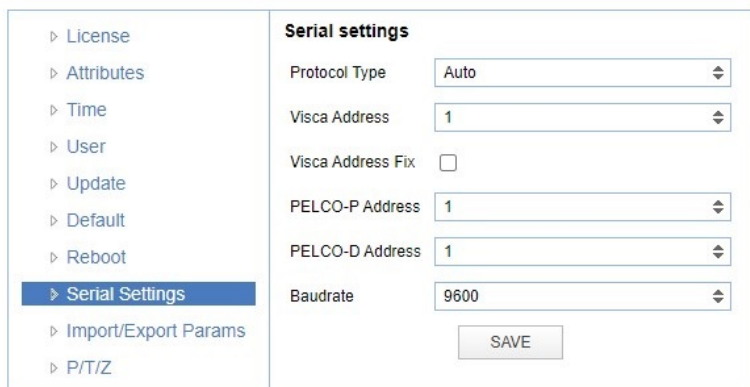 License
Attributes
Time
User
Update
Default
Reboot
Serial Settings
Import/Export Params
P/T/Z
Serial settings
Protocol Type Auto
Visca Address 1
Visca Address Fix
PELCO-P Address 1
PELCO-D Address 1
Baudrate 9600
SAVE